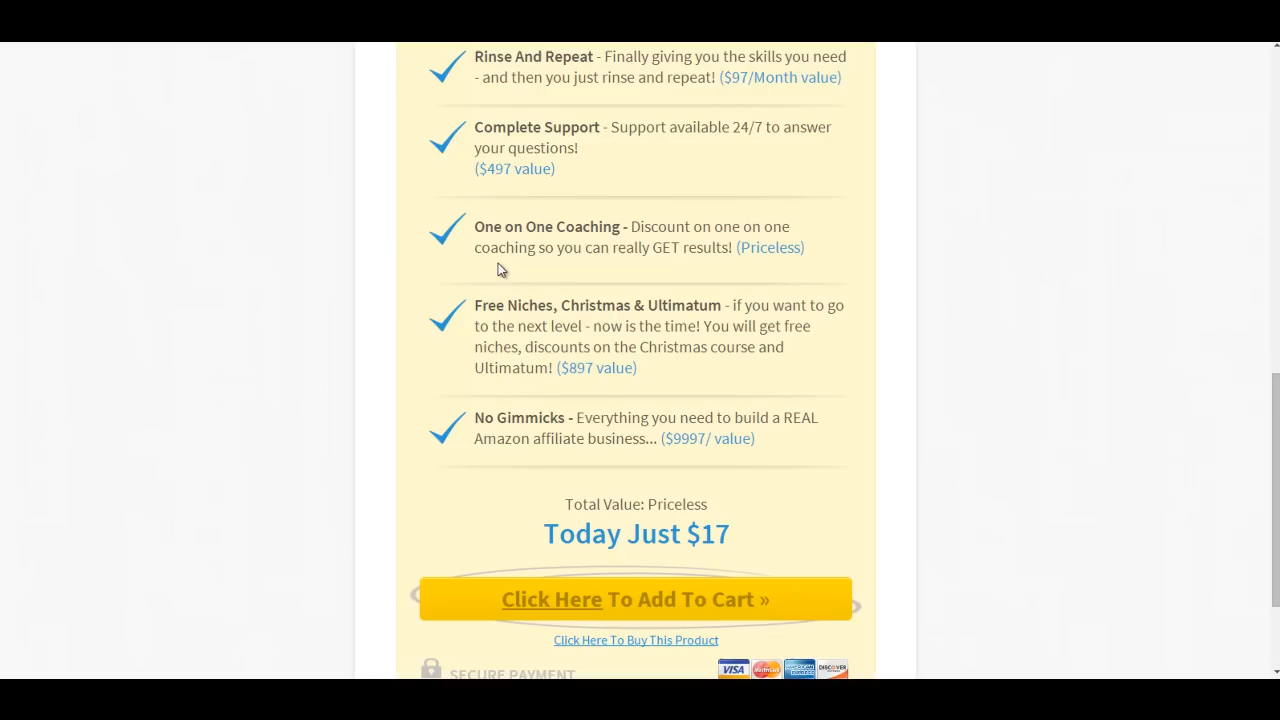 Rinse And Repeat - Finally giving you the skills you need
- and then you just rinse and repeat! ($97/Month value)
Complete Support - Support available 24/7 to answer
your questions!
($497 value)
One on One Coaching - Discount on one on one
coaching so you can really GET results! (Priceless)
Free Niches, Christmas & Ultimatum - if you want to go
to the next level - now is the time! You will get free
niches, discounts on the Christmas course and
Ultimatum! ($897 value)
No Gimmicks - Everything you need to build a REAL
Amazon affiliate business... ($9997/ value)
Total Value: Priceless
Today Just $17
Click Here To Add To Cart »
Click Here To Buy This Product
SECURE PAYMENT
VISA MasterCard AMERICAN EXPRESS DISCOVER